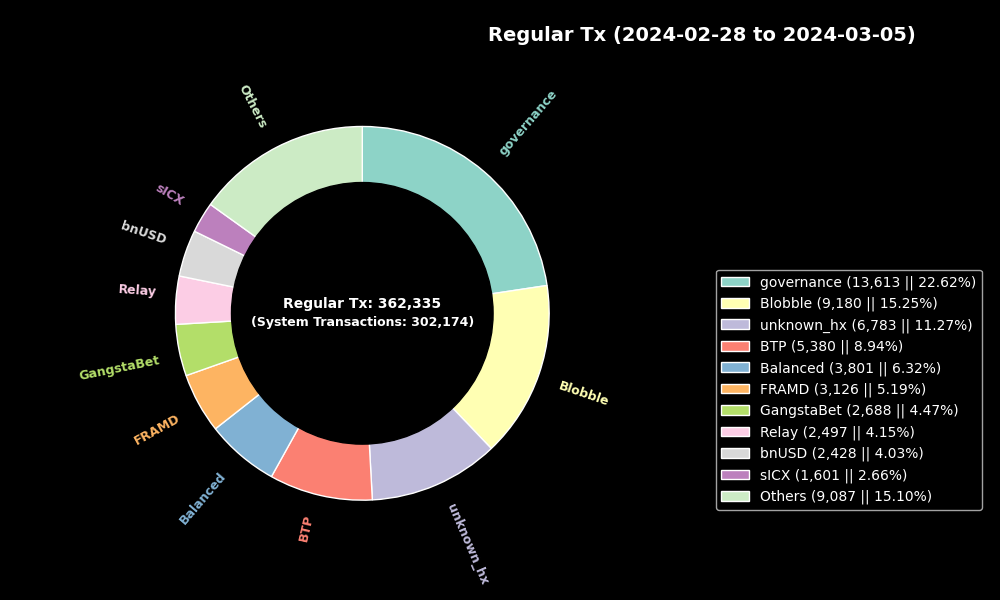 Regular Tx (2024-02-28 to 2024-03-05)
governance
Others
sICX
bnUSD
Relay
GangstaBet
FRAMD
Balanced
BTP
unknown_hx
Blobble
Regular Tx: 362,335
(System Transactions: 302,174)
governance (13,613 || 22.62%)
Blobble (9,180 || 15.25%)
unknown_hx (6,783 || 11.27%)
BTP (5,380 || 8.94%)
Balanced (3,801 || 6.32%)
FRAMD (3,126 || 5.19%)
GangstaBet (2,688 || 4.47%)
Relay (2,497 || 4.15%)
bnUSD (2,428 || 4.03%)
sICX (1,601 || 2.66%)
Others (9,087 || 15.10%)